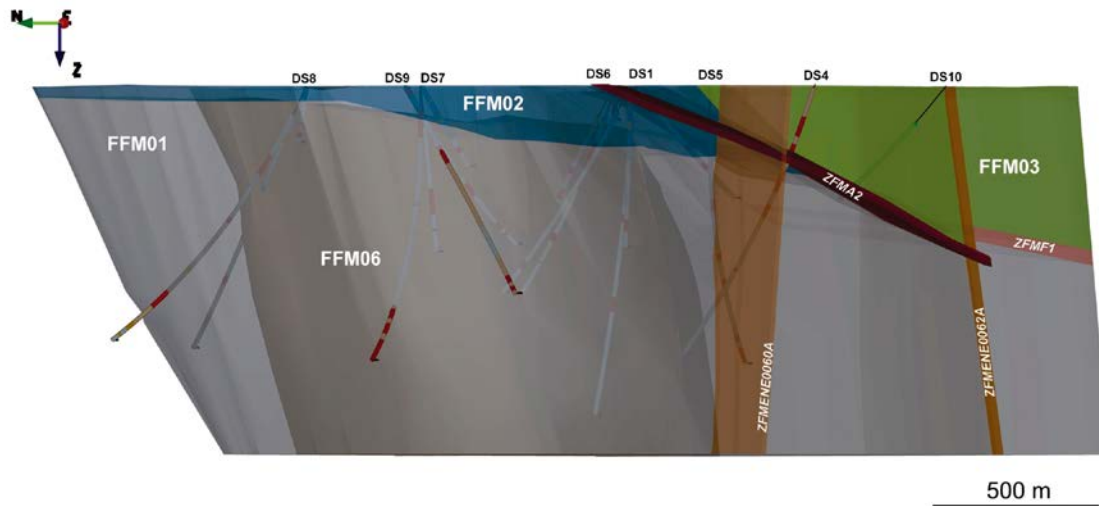 N E
Z
DS8 DS9 DS7 DS6 DS1 DS5 DS4 DS10
FFM02
FFM01
FFM03
ZFMA2
ZFMF1
FFM06
ZFMENE0060A
ZFMENE0062A
500 m